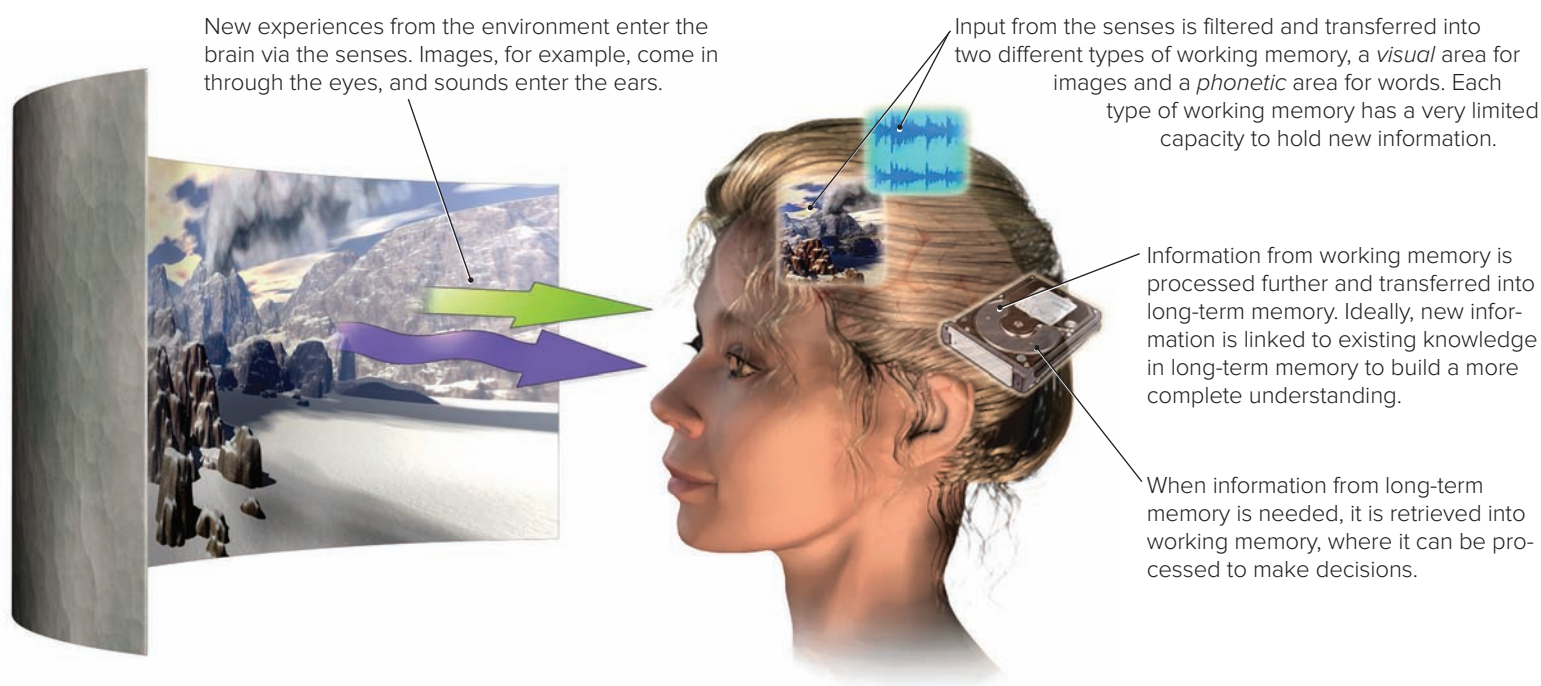 New experiences from the environment enter the
brain via the senses. Images, for example, come in
through the eyes, and sounds enter the ears.
Input from the senses is filtered and transferred into
two different types of working memory, a visual area for
images and a phonetic area for words. Each
type of working memory has a very limited
capacity to hold new information.
Information from working memory is
processed further and transferred into
long-term memory. Ideally, new infor-
mation is linked to existing knowledge
in long-term memory to build a more
complete understanding.
When information from long-term
memory is needed, it is retrieved into
working memory, where it can be pro-
cessed to make decisions.